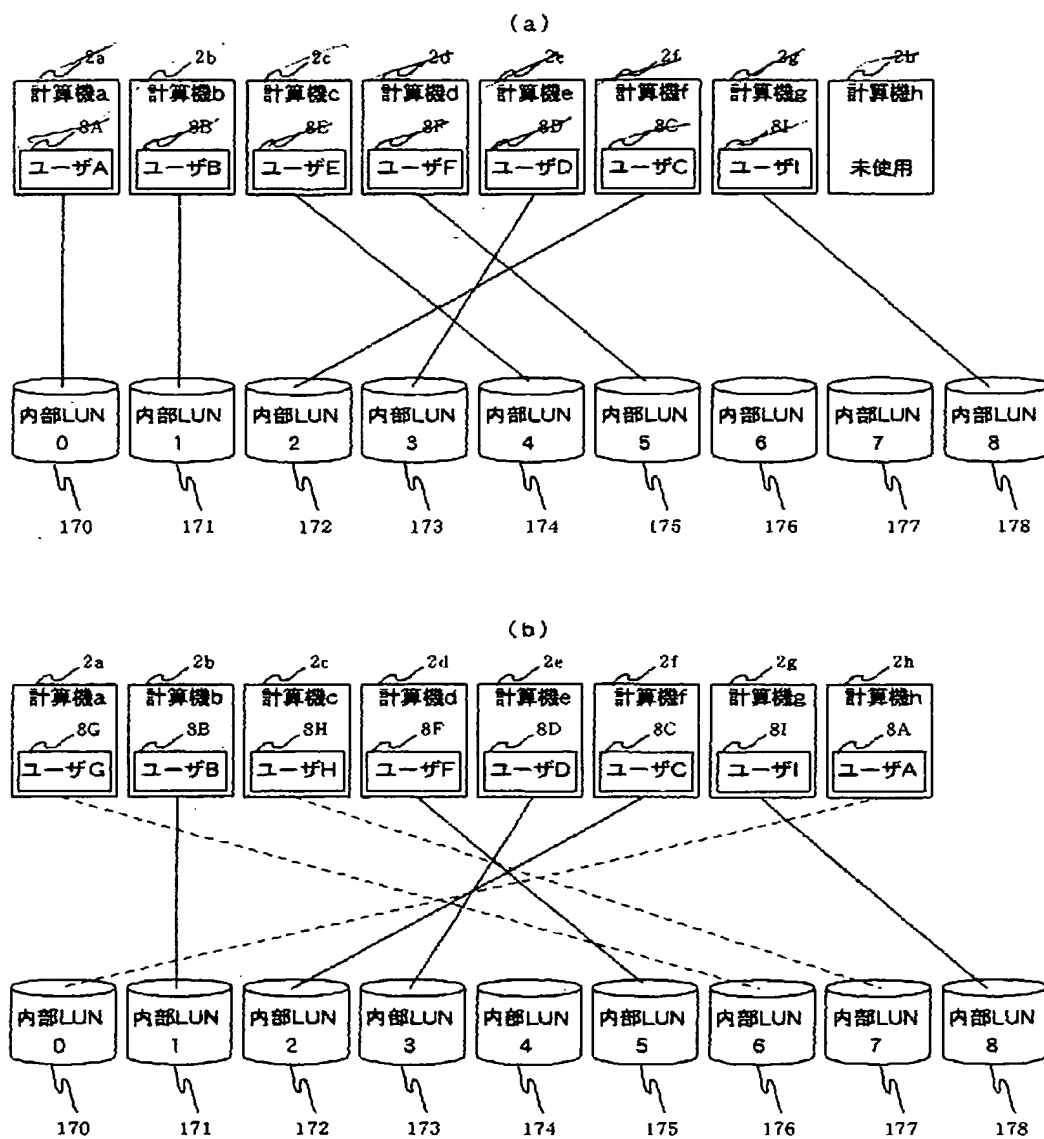 (a)
2a 2b 2c 2d 2e 2f 2g 2h
計算機a 計算機b 計算機c 計算機d 計算機e 計算機f 計算機g 計算機h
8A 8B 8E 8F 8D 8C 8I
ユーザA ユーザB ユーザE ユーザF ユーザD ユーザC ユーザI 未使用
内部LUN 内部LUN 内部LUN 内部LUN 内部LUN 内部LUN 内部LUN 内部LUN 内部LUN
0 1 2 3 4 5 6 7 8
170 171 172 173 174 175 176 177 178
(b)
2a 2b 2c 2d 2e 2f 2g 2h
計算機a 計算機b 計算機c 計算機d 計算機e 計算機f 計算機g 計算機h
8G 8B 8H 8F 8D 8C 8I 8A
ユーザG ユーザB ユーザH ユーザF ユーザD ユーザC ユーザI ユーザA
内部LUN 内部LUN 内部LUN 内部LUN 内部LUN 内部LUN 内部LUN 内部LUN 内部LUN
0 1 2 3 4 5 6 7 8
170 171 172 173 174 175 176 177 178